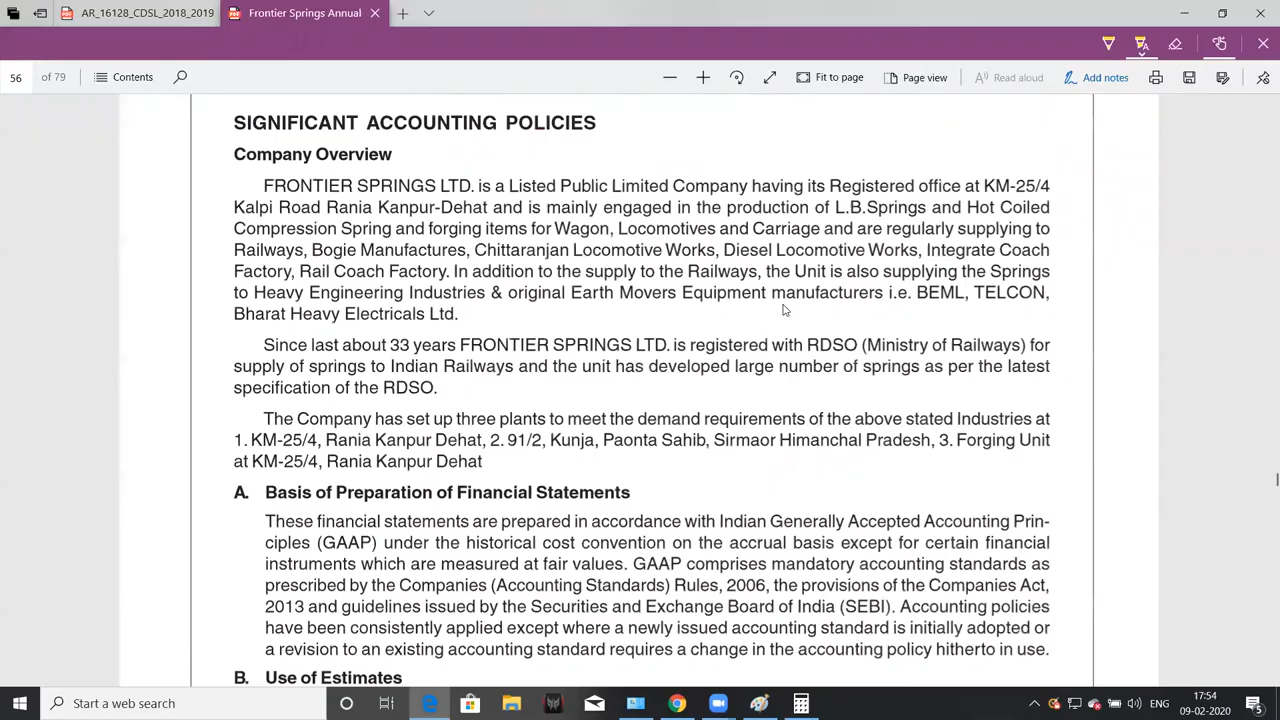 AR_16128_CDSL_2018_2019
Frontier Springs Annual
56 of 79 Contents Fit to page Page view Read aloud Add notes
SIGNIFICANT ACCOUNTING POLICIES
Company Overview
FRONTIER SPRINGS LTD. is a Listed Public Limited Company having its Registered office at KM-25/4
Kalpi Road Rania Kanpur-Dehat and is mainly engaged in the production of L.B.Springs and Hot Coiled
Compression Spring and forging items for Wagon, Locomotives and Carriage and are regularly supplying to
Railways, Bogie Manufactures, Chittaranjan Locomotive Works, Diesel Locomotive Works, Integrate Coach
Factory, Rail Coach Factory. In addition to the supply to the Railways, the Unit is also supplying the Springs
to Heavy Engineering Industries & original Earth Movers Equipment manufacturers i.e. BEML, TELCON,
Bharat Heavy Electricals Ltd.
Since last about 33 years FRONTIER SPRINGS LTD. is registered with RDSO (Ministry of Railways) for
supply of springs to Indian Railways and the unit has developed large number of springs as per the latest
specification of the RDSO.
The Company has set up three plants to meet the demand requirements of the above stated Industries at
1. KM-25/4, Rania Kanpur Dehat, 2. 91/2, Kunja, Paonta Sahib, Sirmaor Himanchal Pradesh, 3. Forging Unit
at KM-25/4, Rania Kanpur Dehat
A. Basis of Preparation of Financial Statements
These financial statements are prepared in accordance with Indian Generally Accepted Accounting Prin-
ciples (GAAP) under the historical cost convention on the accrual basis except for certain financial
instruments which are measured at fair values. GAAP comprises mandatory accounting standards as
prescribed by the Companies (Accounting Standards) Rules, 2006, the provisions of the Companies Act,
2013 and guidelines issued by the Securities and Exchange Board of India (SEBI). Accounting policies
have been consistently applied except where a newly issued accounting standard is initially adopted or
a revision to an existing accounting standard requires a change in the accounting policy hitherto in use.
B. Use of Estimates
Start a web search
17:54
09-02-2020
5